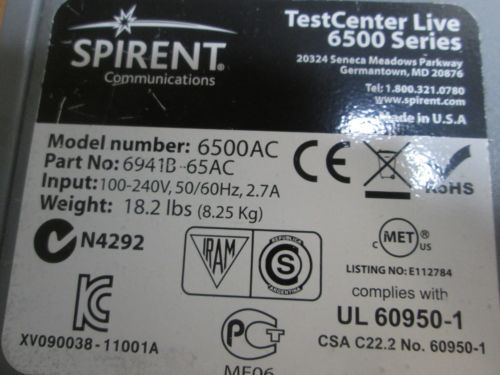 SPIRENT
Communications
TestCenter Live
6500 Series
20324 Seneca Meadows Parkway
Germantown, MD 20876
Tel: 1.800.321.0780
www.spirent.com
Made in U.S.A
Model number: 6500AC
Part No: 6941B-65AC
Input: 100-240V, 50/60Hz, 2.7A
Weight: 18.2 lbs (8.25 Kg)
CE
RoHS
N4292
IRAM
REPUBLICA
S
ARGENTINA
C MET US
LISTING NO: E112784
complies with
UL 60950-1
CSA C22.2 No. 60950-1
XV090038-11001A
ME06